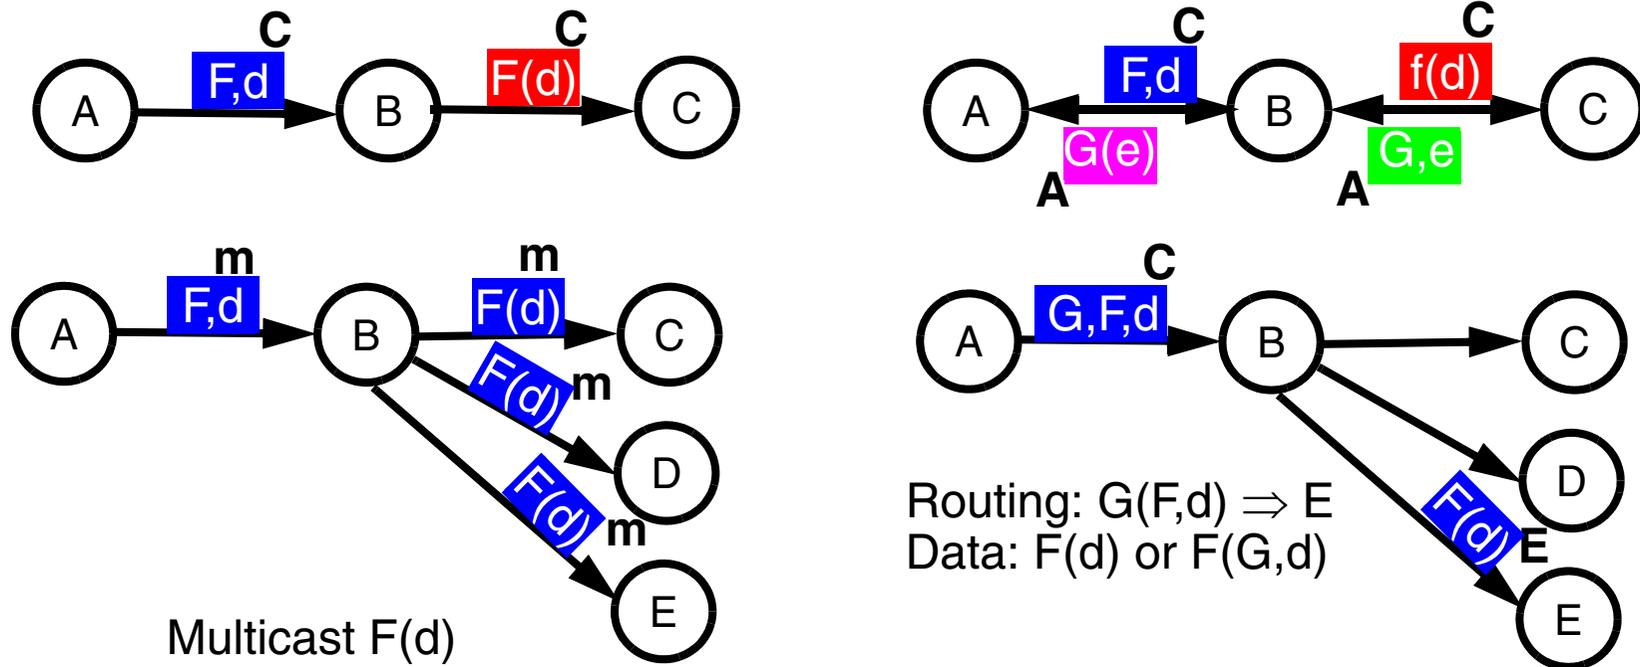 C
F,d
C
F(d)
A
B
C
C
F,d
C
f(d)
A
B
C
G(e)
A
G,e
A
m
F,d
m
F(d)
A
B
C
F(d)
m
D
F(d)
m
E
Multicast F(d)
C
G,F,d
A
B
C
D
Routing: G(F,d) ⇒ E
Data: F(d) or F(G,d)
F(d)
E
E